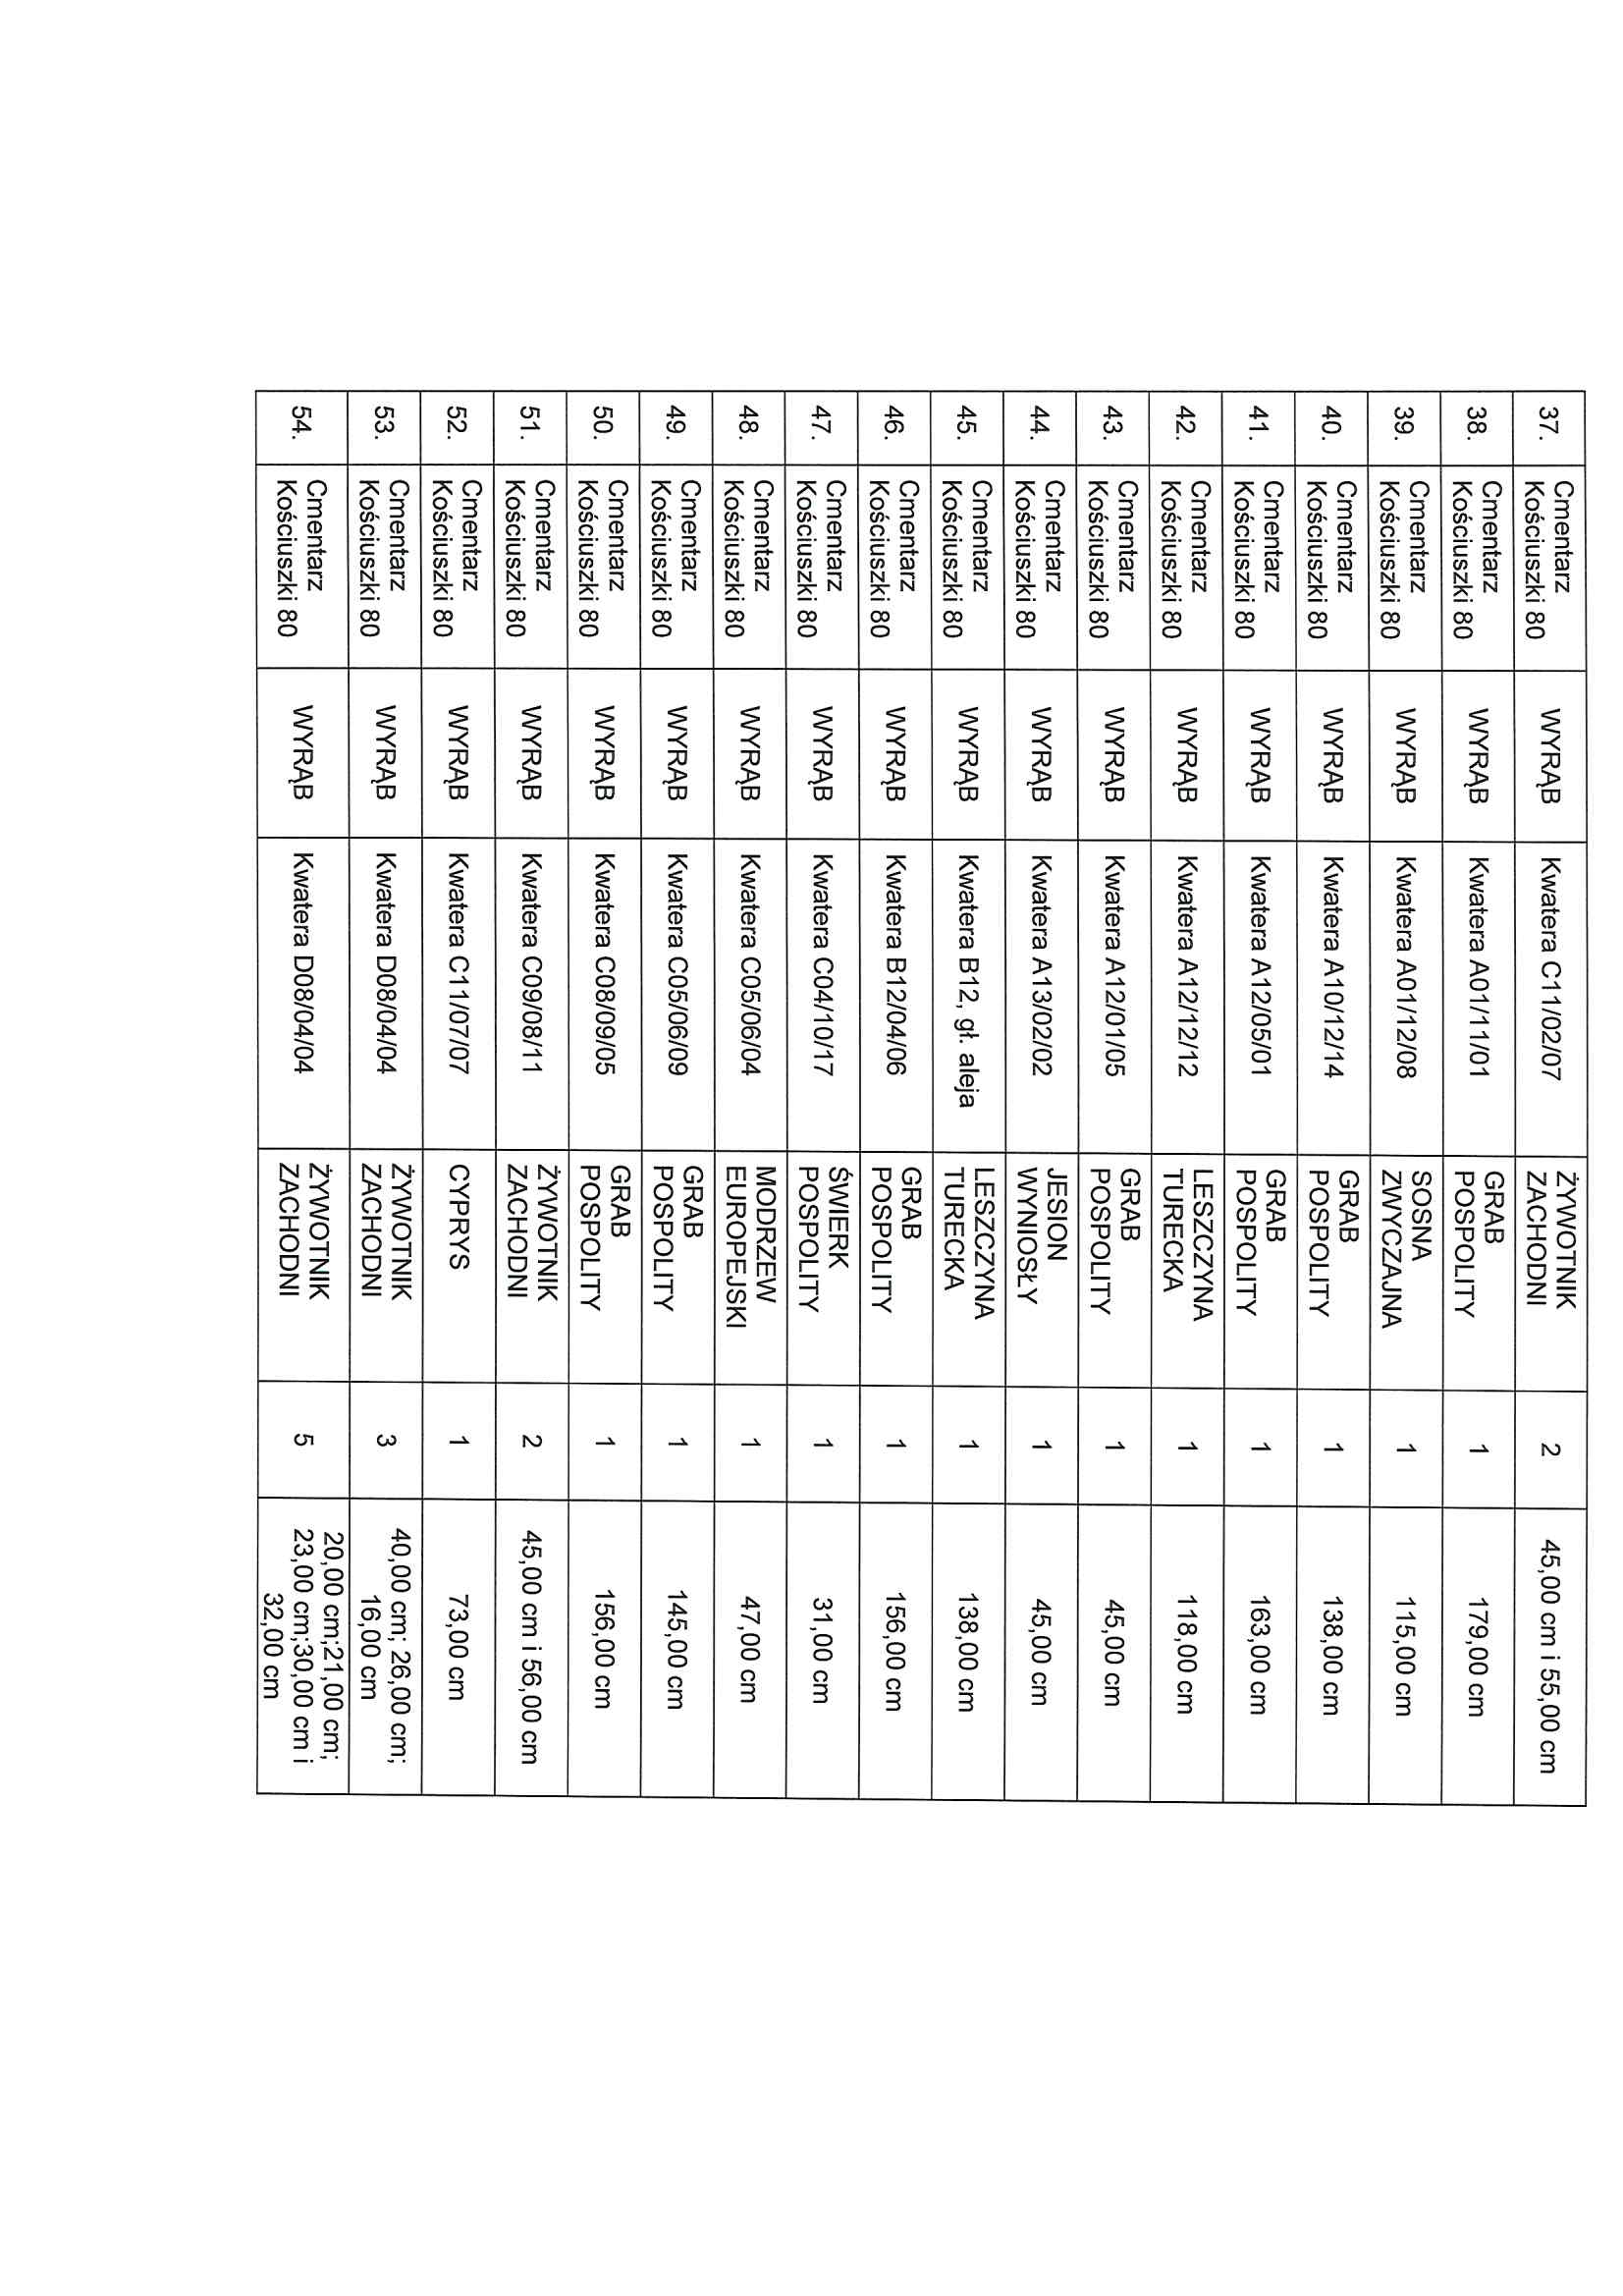 37.
Cmentarz
Kościuszki 80
WYRĄB
Kwatera C11/02/07
ŻYWOTNIK
ZACHODNI
2
45,00 cm i 55,00 cm
38.
Cmentarz
Kościuszki 80
WYRĄB
Kwatera A01/11/01
GRAB
POSPOLITY
1
179,00 cm
39.
Cmentarz
Kościuszki 80
WYRĄB
Kwatera A01/12/08
SOSNA
ZWYCZAJNA
1
115,00 cm
40.
Cmentarz
Kościuszki 80
WYRĄB
Kwatera A10/12/14
GRAB
POSPOLITY
1
138,00 cm
41.
Cmentarz
Kościuszki 80
WYRĄB
Kwatera A12/05/01
GRAB
POSPOLITY
1
163,00 cm
42.
Cmentarz
Kościuszki 80
WYRĄB
Kwatera A12/12/12
LESZCZYNA
TURECKA
1
118,00 cm
43.
Cmentarz
Kościuszki 80
WYRĄB
Kwatera A12/01/05
GRAB
POSPOLITY
1
45,00 cm
44.
Cmentarz
Kościuszki 80
WYRĄB
Kwatera A13/02/02
JESION
WYNIOSŁY
1
45,00 cm
45.
Cmentarz
Kościuszki 80
WYRĄB
Kwatera B12, gł. aleja
LESZCZYNA
TURECKA
1
138,00 cm
46.
Cmentarz
Kościuszki 80
WYRĄB
Kwatera B12/04/06
GRAB
POSPOLITY
1
156,00 cm
47.
Cmentarz
Kościuszki 80
WYRĄB
Kwatera C04/10/17
ŚWIERK
POSPOLITY
1
31,00 cm
48.
Cmentarz
Kościuszki 80
WYRĄB
Kwatera C05/06/04
MODRZEW
EUROPEJSKI
1
47,00 cm
49.
Cmentarz
Kościuszki 80
WYRĄB
Kwatera C05/06/09
GRAB
POSPOLITY
1
145,00 cm
50.
Cmentarz
Kościuszki 80
WYRĄB
Kwatera C08/09/05
GRAB
POSPOLITY
1
156,00 cm
51.
Cmentarz
Kościuszki 80
WYRĄB
Kwatera C09/08/11
ŻYWOTNIK
ZACHODNI
2
45,00 cm i 56,00 cm
52.
Cmentarz
Kościuszki 80
WYRĄB
Kwatera C11/07/07
CYPRYS
1
73,00 cm
53.
Cmentarz
Kościuszki 80
WYRĄB
Kwatera D08/04/04
ŻYWOTNIK
ZACHODNI
3
40,00 cm; 26,00 cm;
16,00 cm
54.
Cmentarz
Kościuszki 80
WYRĄB
Kwatera D08/04/04
ŻYWOTNIK
ZACHODNI
5
20,00 cm;21,00 cm;
23,00 cm;30,00 cm i
32,00 cm